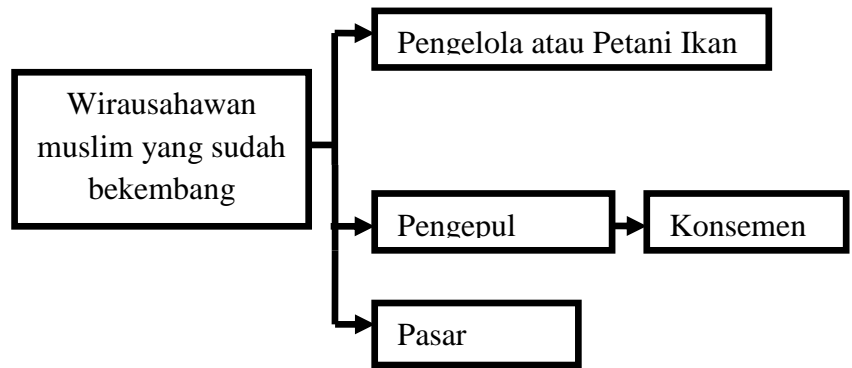 Pengelola atau Petani Ikan
Wirausahawan
muslim yang sudah
bekembang
Pengepul
Konsemen
Pasar